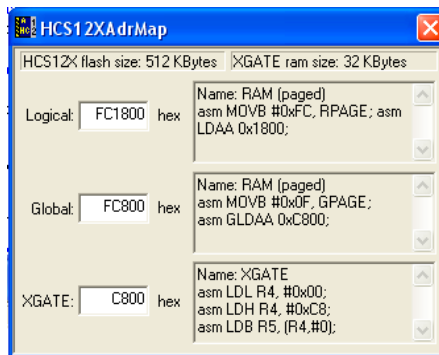 HCS12XAdrMap
HCS12X flash size: 512 KBytes XGATE ram size: 32 KBytes
Logical: FC1800 hex
Name: RAM (paged)
asm MOVB #0xFC, RPAGE; asm
LDAA 0x1800;
Global: FC800 hex
Name: RAM (paged)
asm MOVB #0x0F, GPAGE;
asm GLDAA 0xC800;
XGATE: C800 hex
Name: XGATE
asm LDL R4, #0x00;
asm LDH R4, #0xC8;
asm LDB R5, (R4,#0);